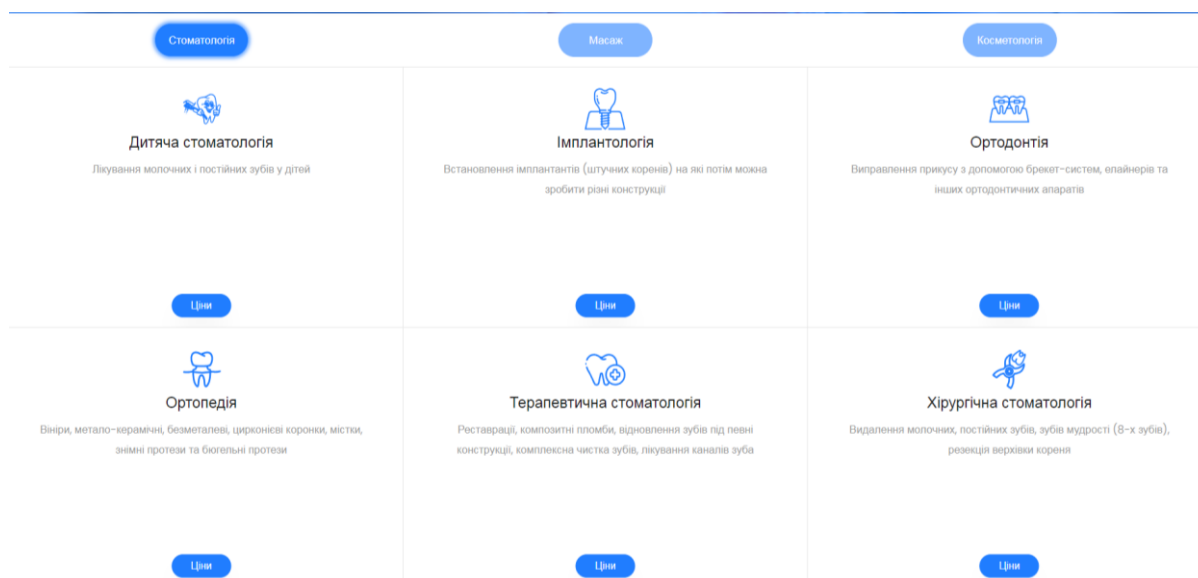 Стоматологія
Масаж
Косметологія
Дитяча стоматологія
Лікування молочних і постійних зубів у дітей
Ціни
Імплантологія
Встановлення імплантантів (штучних коренів) на які потім можна
зробити різні конструкції
Ціни
Ортодонтія
Виправлення прикусу з допомогою брекет-систем, елайнерів та
інших ортодонтичних апаратів
Ціни
Ортопедія
Вініри, метало-керамічні, безметалеві, цирконієві коронки, містки,
знімні протези та бюгельні протези
Ціни
Терапевтична стоматологія
Реставрації, композитні пломби, відновлення зубів під певні
конструкції, комплексна чистка зубів, лікування каналів зуба
Ціни
Хірургічна стоматологія
Видалення молочних, постійних зубів, зубів мудрості (8-х зубів),
резекція верхівки кореня
Ціни